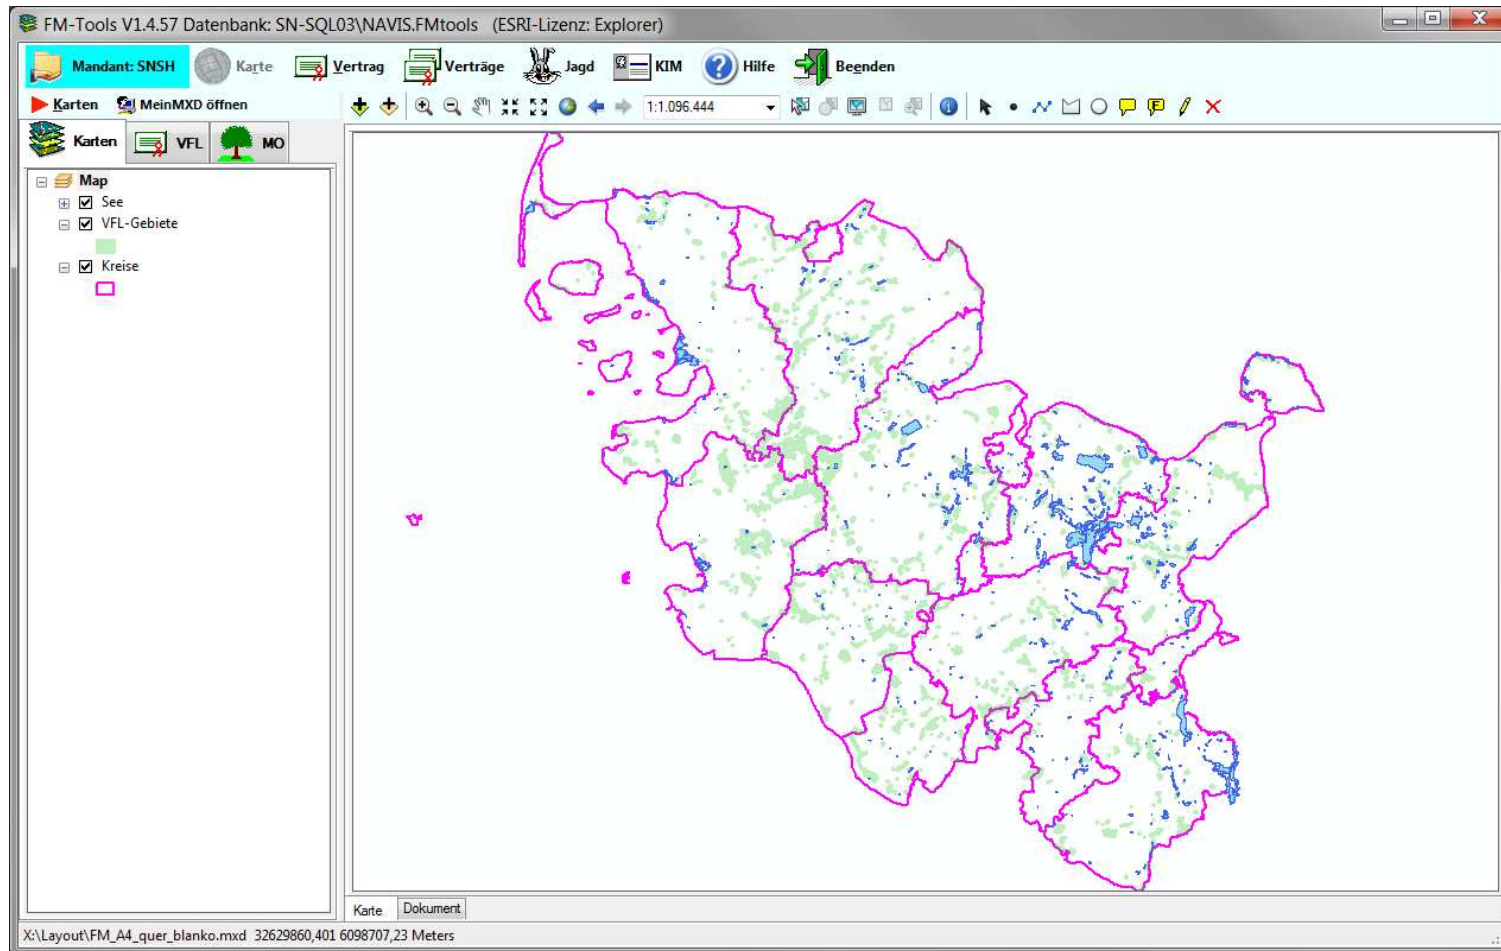 FM-Tools V1.4.57 Datenbank: SN-SQL03\NAVIS.FMtools (ESRI-Lizenz: Explorer)
Mandant: SNSH Karte Vertrag Verträge Jagd KIM Hilfe Beenden
Karten MeinMXD öffnen 1:1.096.444
Karten VFL MO
Map
See
VFL-Gebiete
Kreise
Karte Dokument
X:\Layout\FM_A4_quer_blanko.mxd 32629860,401 6098707,23 Meters